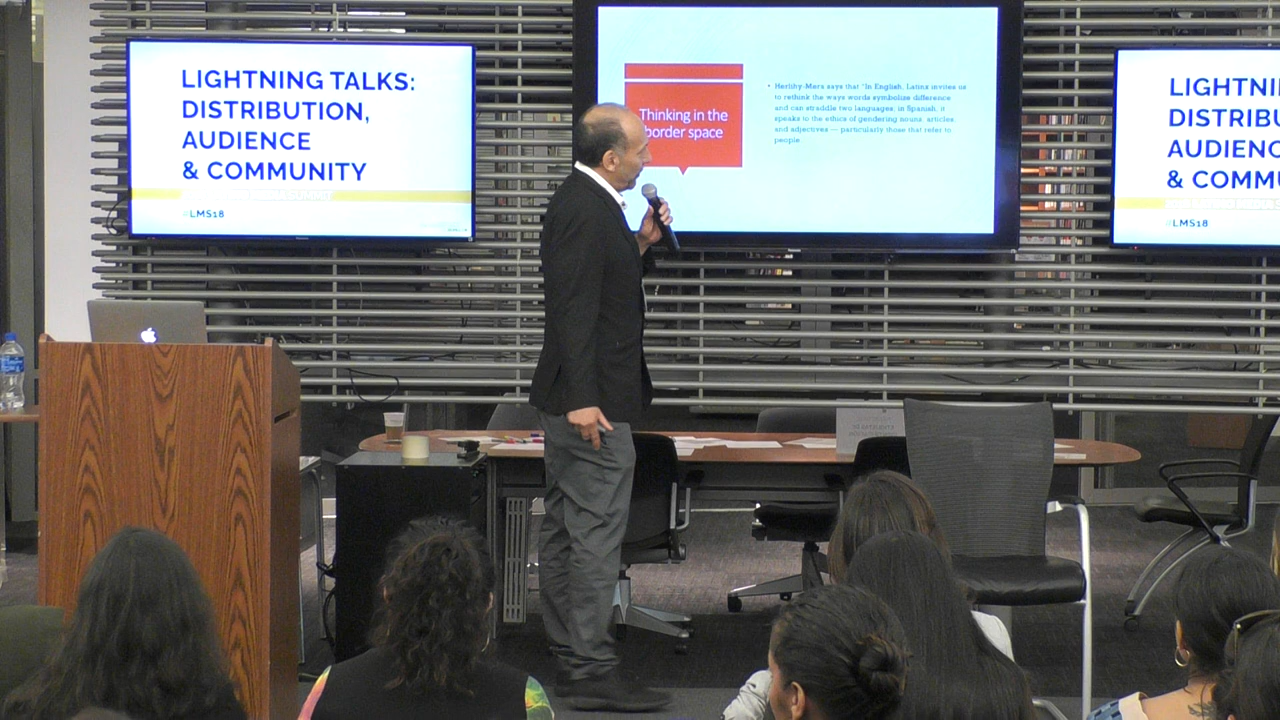 LIGHTNING TALKS:
DISTRIBUTION,
AUDIENCE
& COMMUNITY
#LMS18
Thinking in the
border space
• Herlihy-Mera says that "In English, Latinx invites us
to rethink the ways words symbolize difference
and can straddle two languages; in Spanish, it
speaks to the ethics of gendering nouns, articles,
and adjectives — particularly those that refer to
people.
LIGHTNI
DISTRIBU
AUDIENC
& COMMU
#LMS18